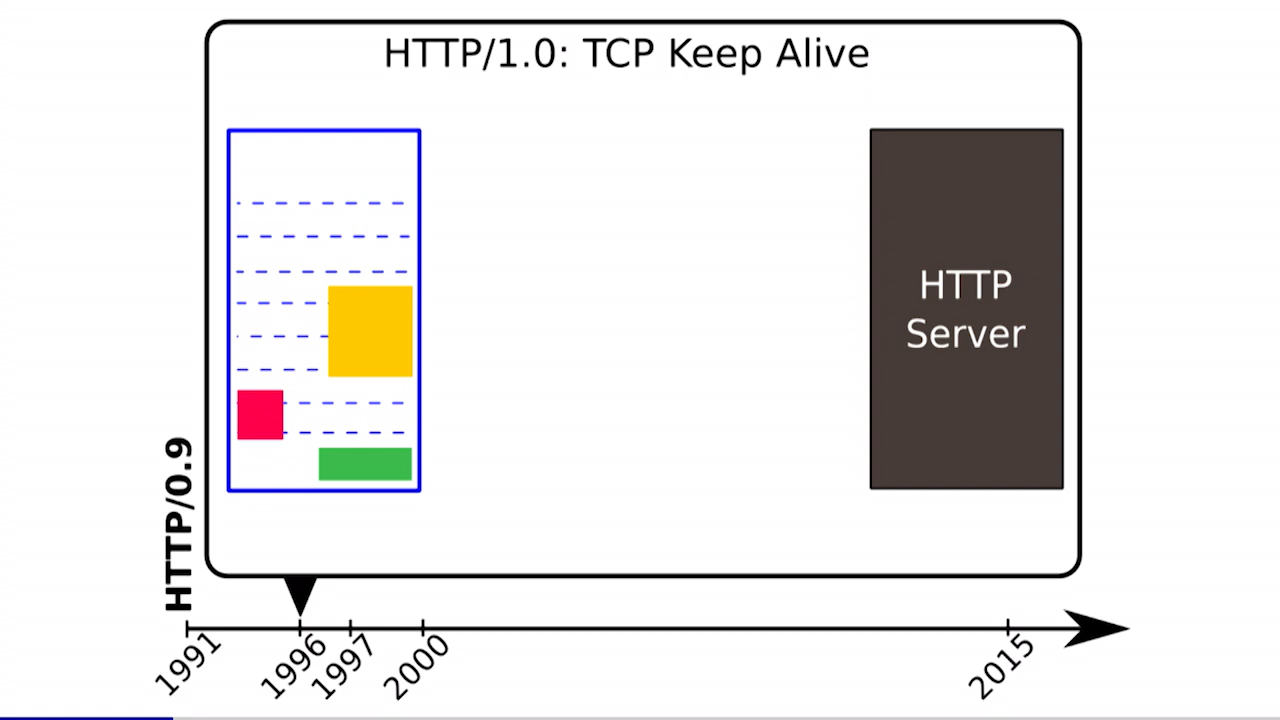 HTTP/1.0: TCP Keep Alive
HTTP
Server
HTTP/0.9
1991
1996
1997
2000
2015